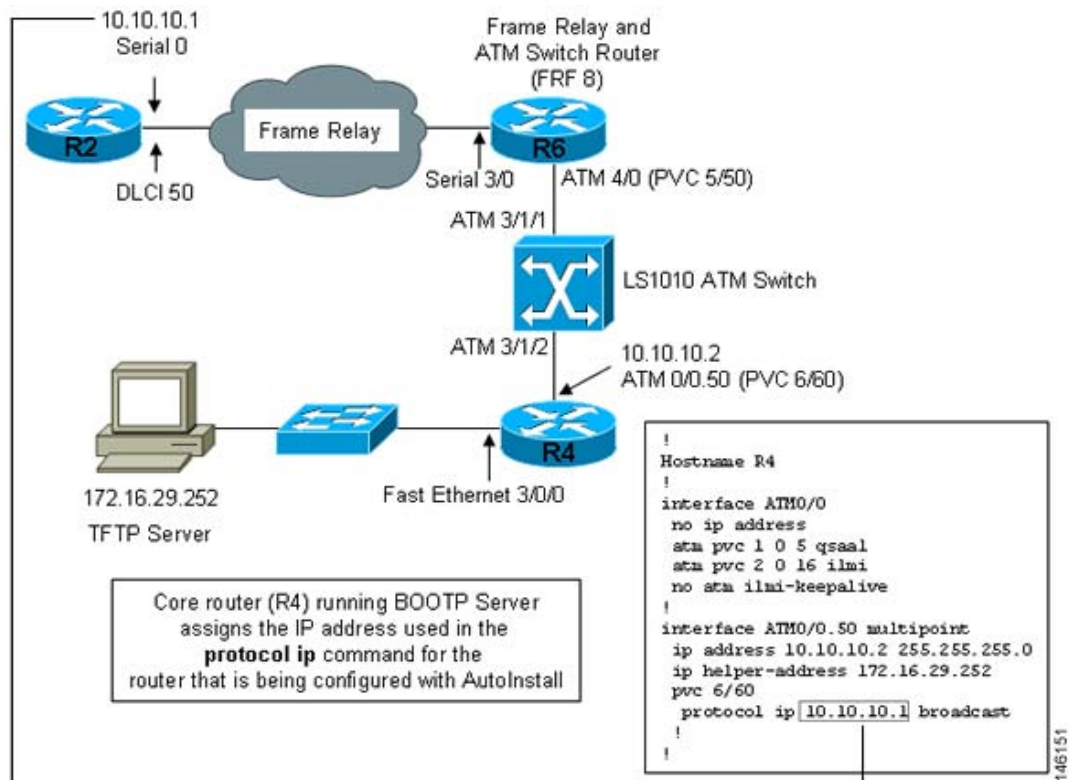 10.10.10.1
Serial 0
Frame Relay and
ATM Switch Router
(FRF 8)
R2
Frame Relay
R6
DLCI 50
Serial 3/0
ATM 4/0 (PVC 5/50)
ATM 3/1/1
LS1010 ATM Switch
ATM 3/1/2
10.10.10.2
ATM 0/0.50 (PVC 6/60)
R4
172.16.29.252
TFTP Server
Fast Ethernet 3/0/0
Core router (R4) running BOOTP Server
assigns the IP address used in the
protocol ip command for the
router that is being configured with AutoInstall
!
Hostname R4
!
interface ATM0/0
no ip address
atm pvc 1 0 5 qsaal
atm pvc 2 0 16 ilmi
no atm ilmi-keepalive
!
interface ATM0/0.50 multipoint
ip address 10.10.10.2 255.255.255.0
ip helper-address 172.16.29.252
pvc 6/60
protocol ip 10.10.10.1 broadcast
!
!
146151